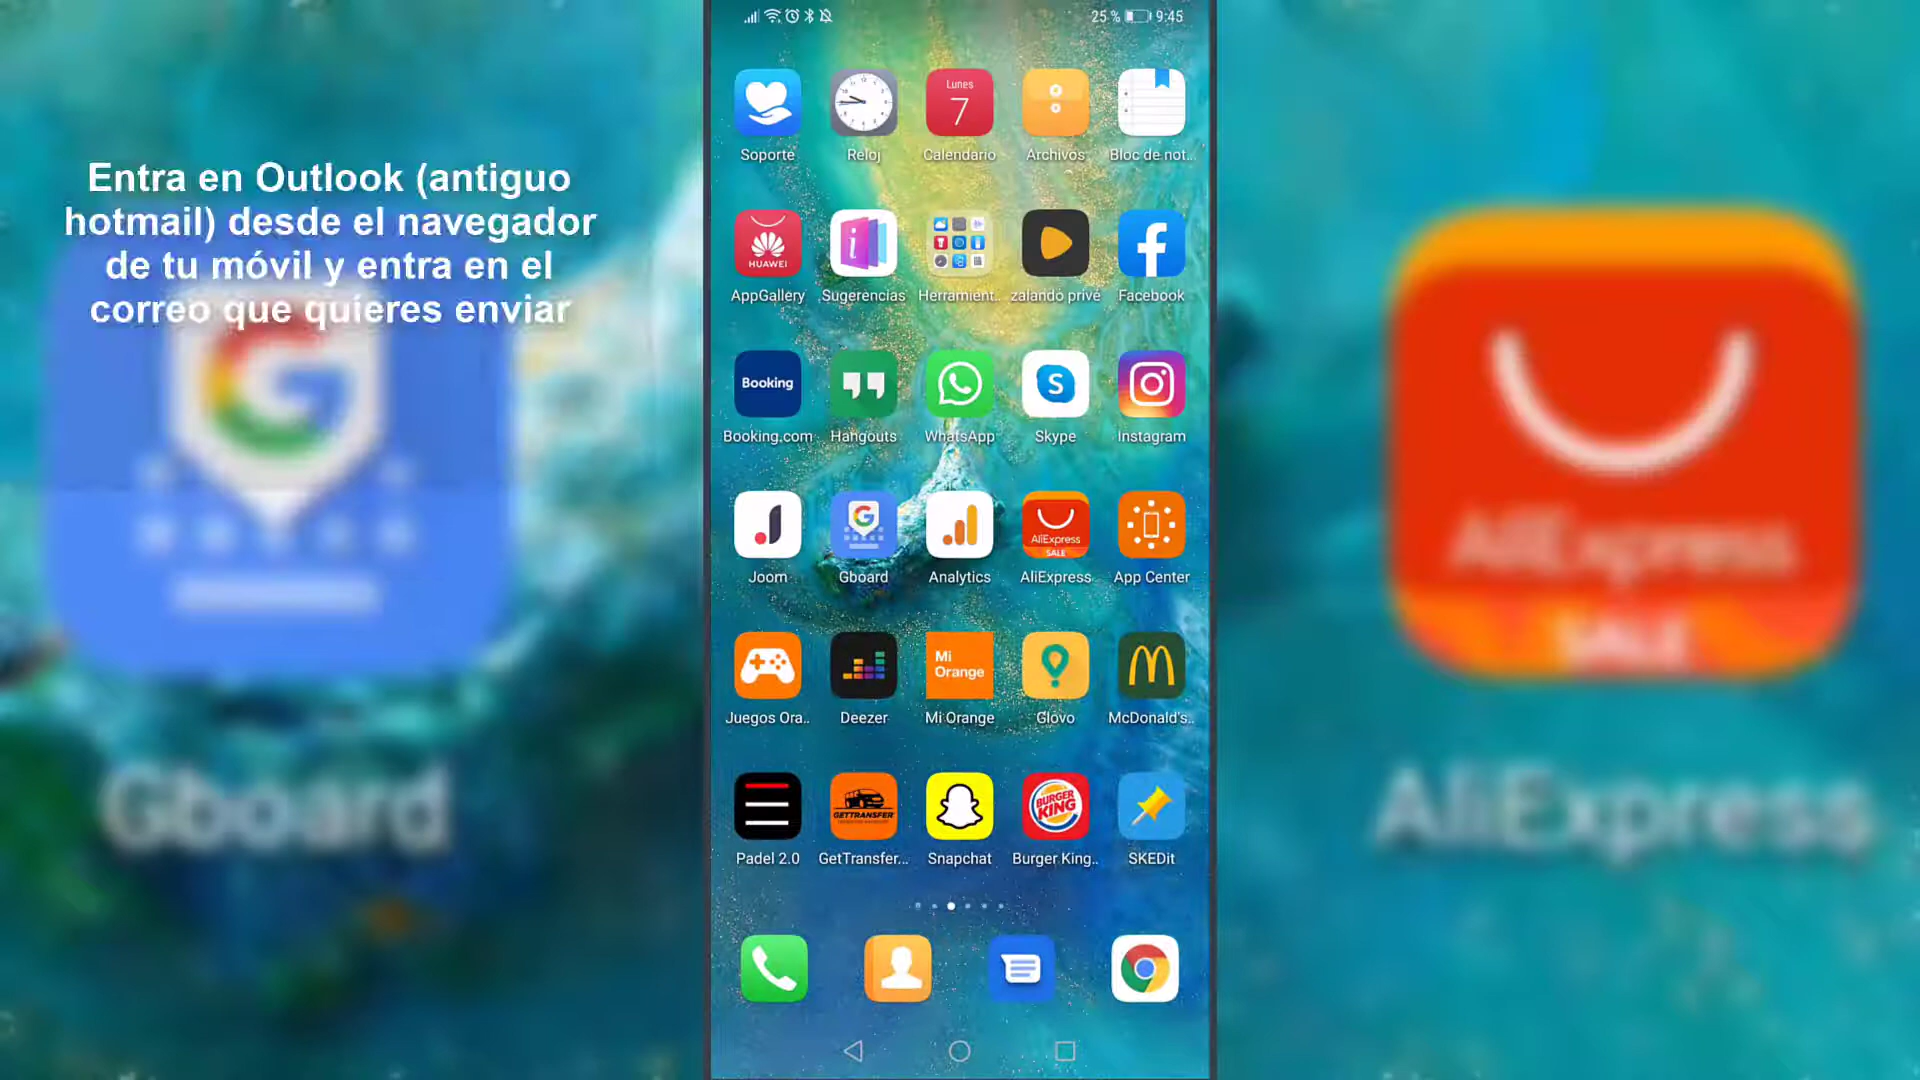 Entra en Outlook (antiguo
hotmail) desde el navegador
de tu móvil y entra en el
correo que quieres enviar
25 % 9:45
Lunes
7
Soporte Reloj Calendario Archivos Bloc de not..
HUAWEI
AppGallery Sugerencias Herramient.. zalando privé Facebook
Booking
Booking.com Hangouts WhatsApp Skype Instagram
AliExpress
SALE
Joom Gboard Analytics AliExpress App Center
Mi
Orange
Juegos Ora.. Deezer Mi Orange Glovo McDonald's..
GETTRANSFER
BURGER
KING
Padel 2.0 GetTransfer... Snapchat Burger King.. SKEDit
Gboard
AliExpress
SALE
AliExpress